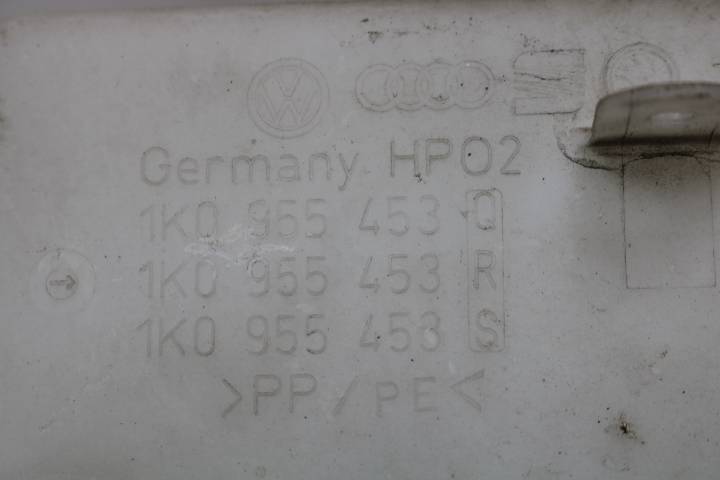 Germany HP02
1K0 955 453 Q
1K0 955 453 R
1K0 955 453 S
>PP/PE<